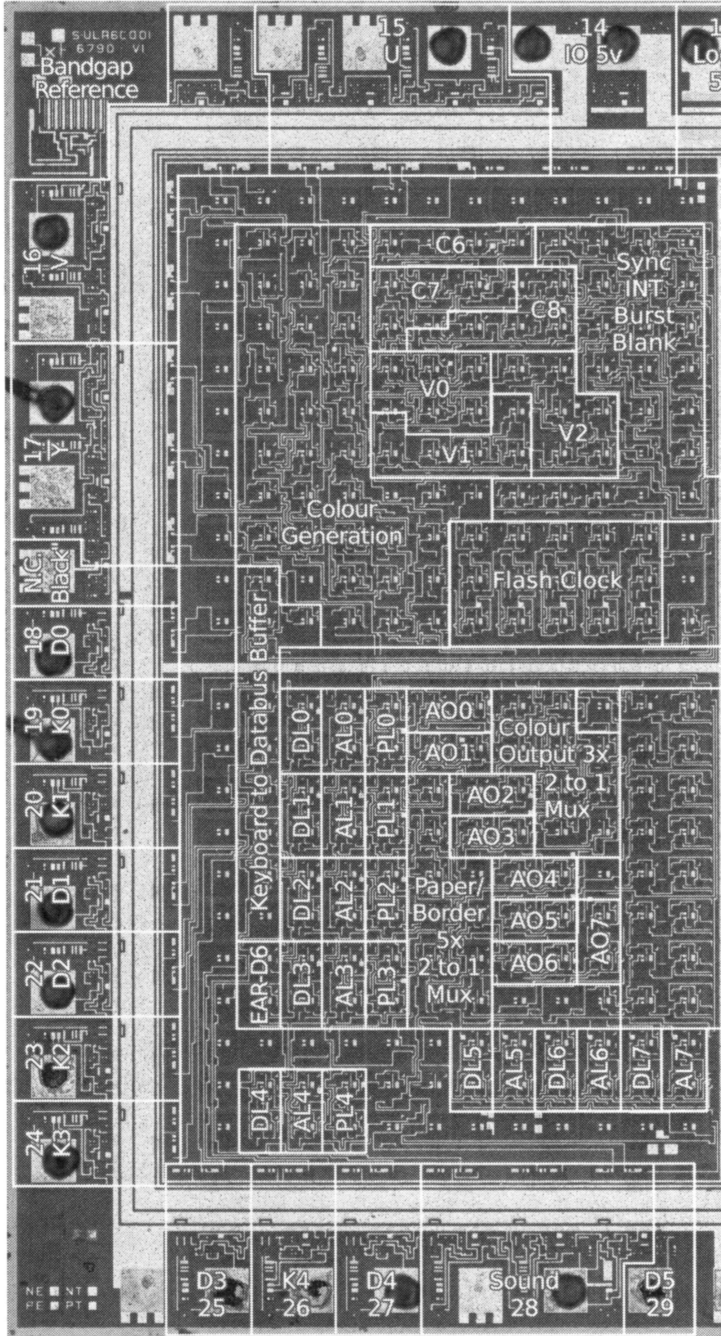 S-ULA6C001
6790 V1
Bandgap
Reference
15
U
14
IO 5v
16
V
C6
Sync
INT
Burst
Blank
C7
C8
V0
V1
V2
17
Y
Colour
Generation
Flash Clock
N.C.
Black
18
D0
Keyboard to Databus Buffer
19
K0
DL0
AL0
PL0
AO0
AO1
Colour
Output 3x
2 to 1
Mux
20
K1
DL1
AL1
PL1
AO2
AO3
21
D1
DL2
AL2
PL2
Paper/
Border
5x
2 to 1
Mux
AO4
AO5
AO6
AO7
22
D2
EAR-D6
DL3
AL3
PL3
23
K2
DL5
AL5
DL6
AL6
DL7
AL7
24
K3
DL4
AL4
PL4
NE NT
PE PT
D3
25
K4
26
D4
27
Sound
28
D5
29